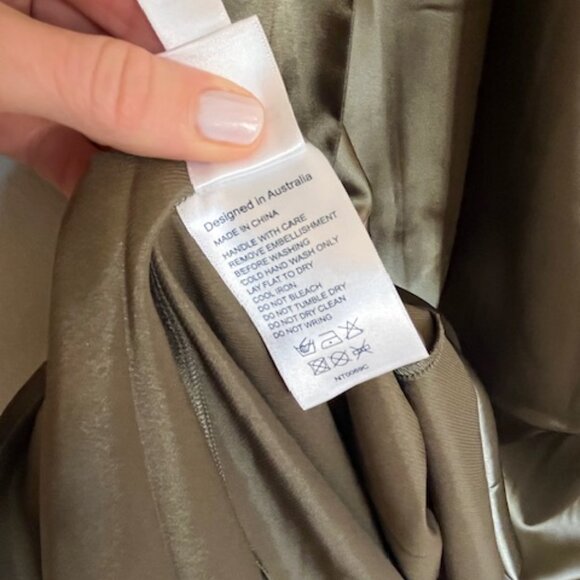 Designed in Australia
MADE IN CHINA
HANDLE WITH CARE
REMOVE EMBELLISHMENT
BEFORE WASHING
COLD HAND WASH ONLY
LAY FLAT TO DRY
COOL IRON
DO NOT BLEACH
DO NOT TUMBLE DRY
DO NOT DRY CLEAN
DO NOT WRING
NT0069C